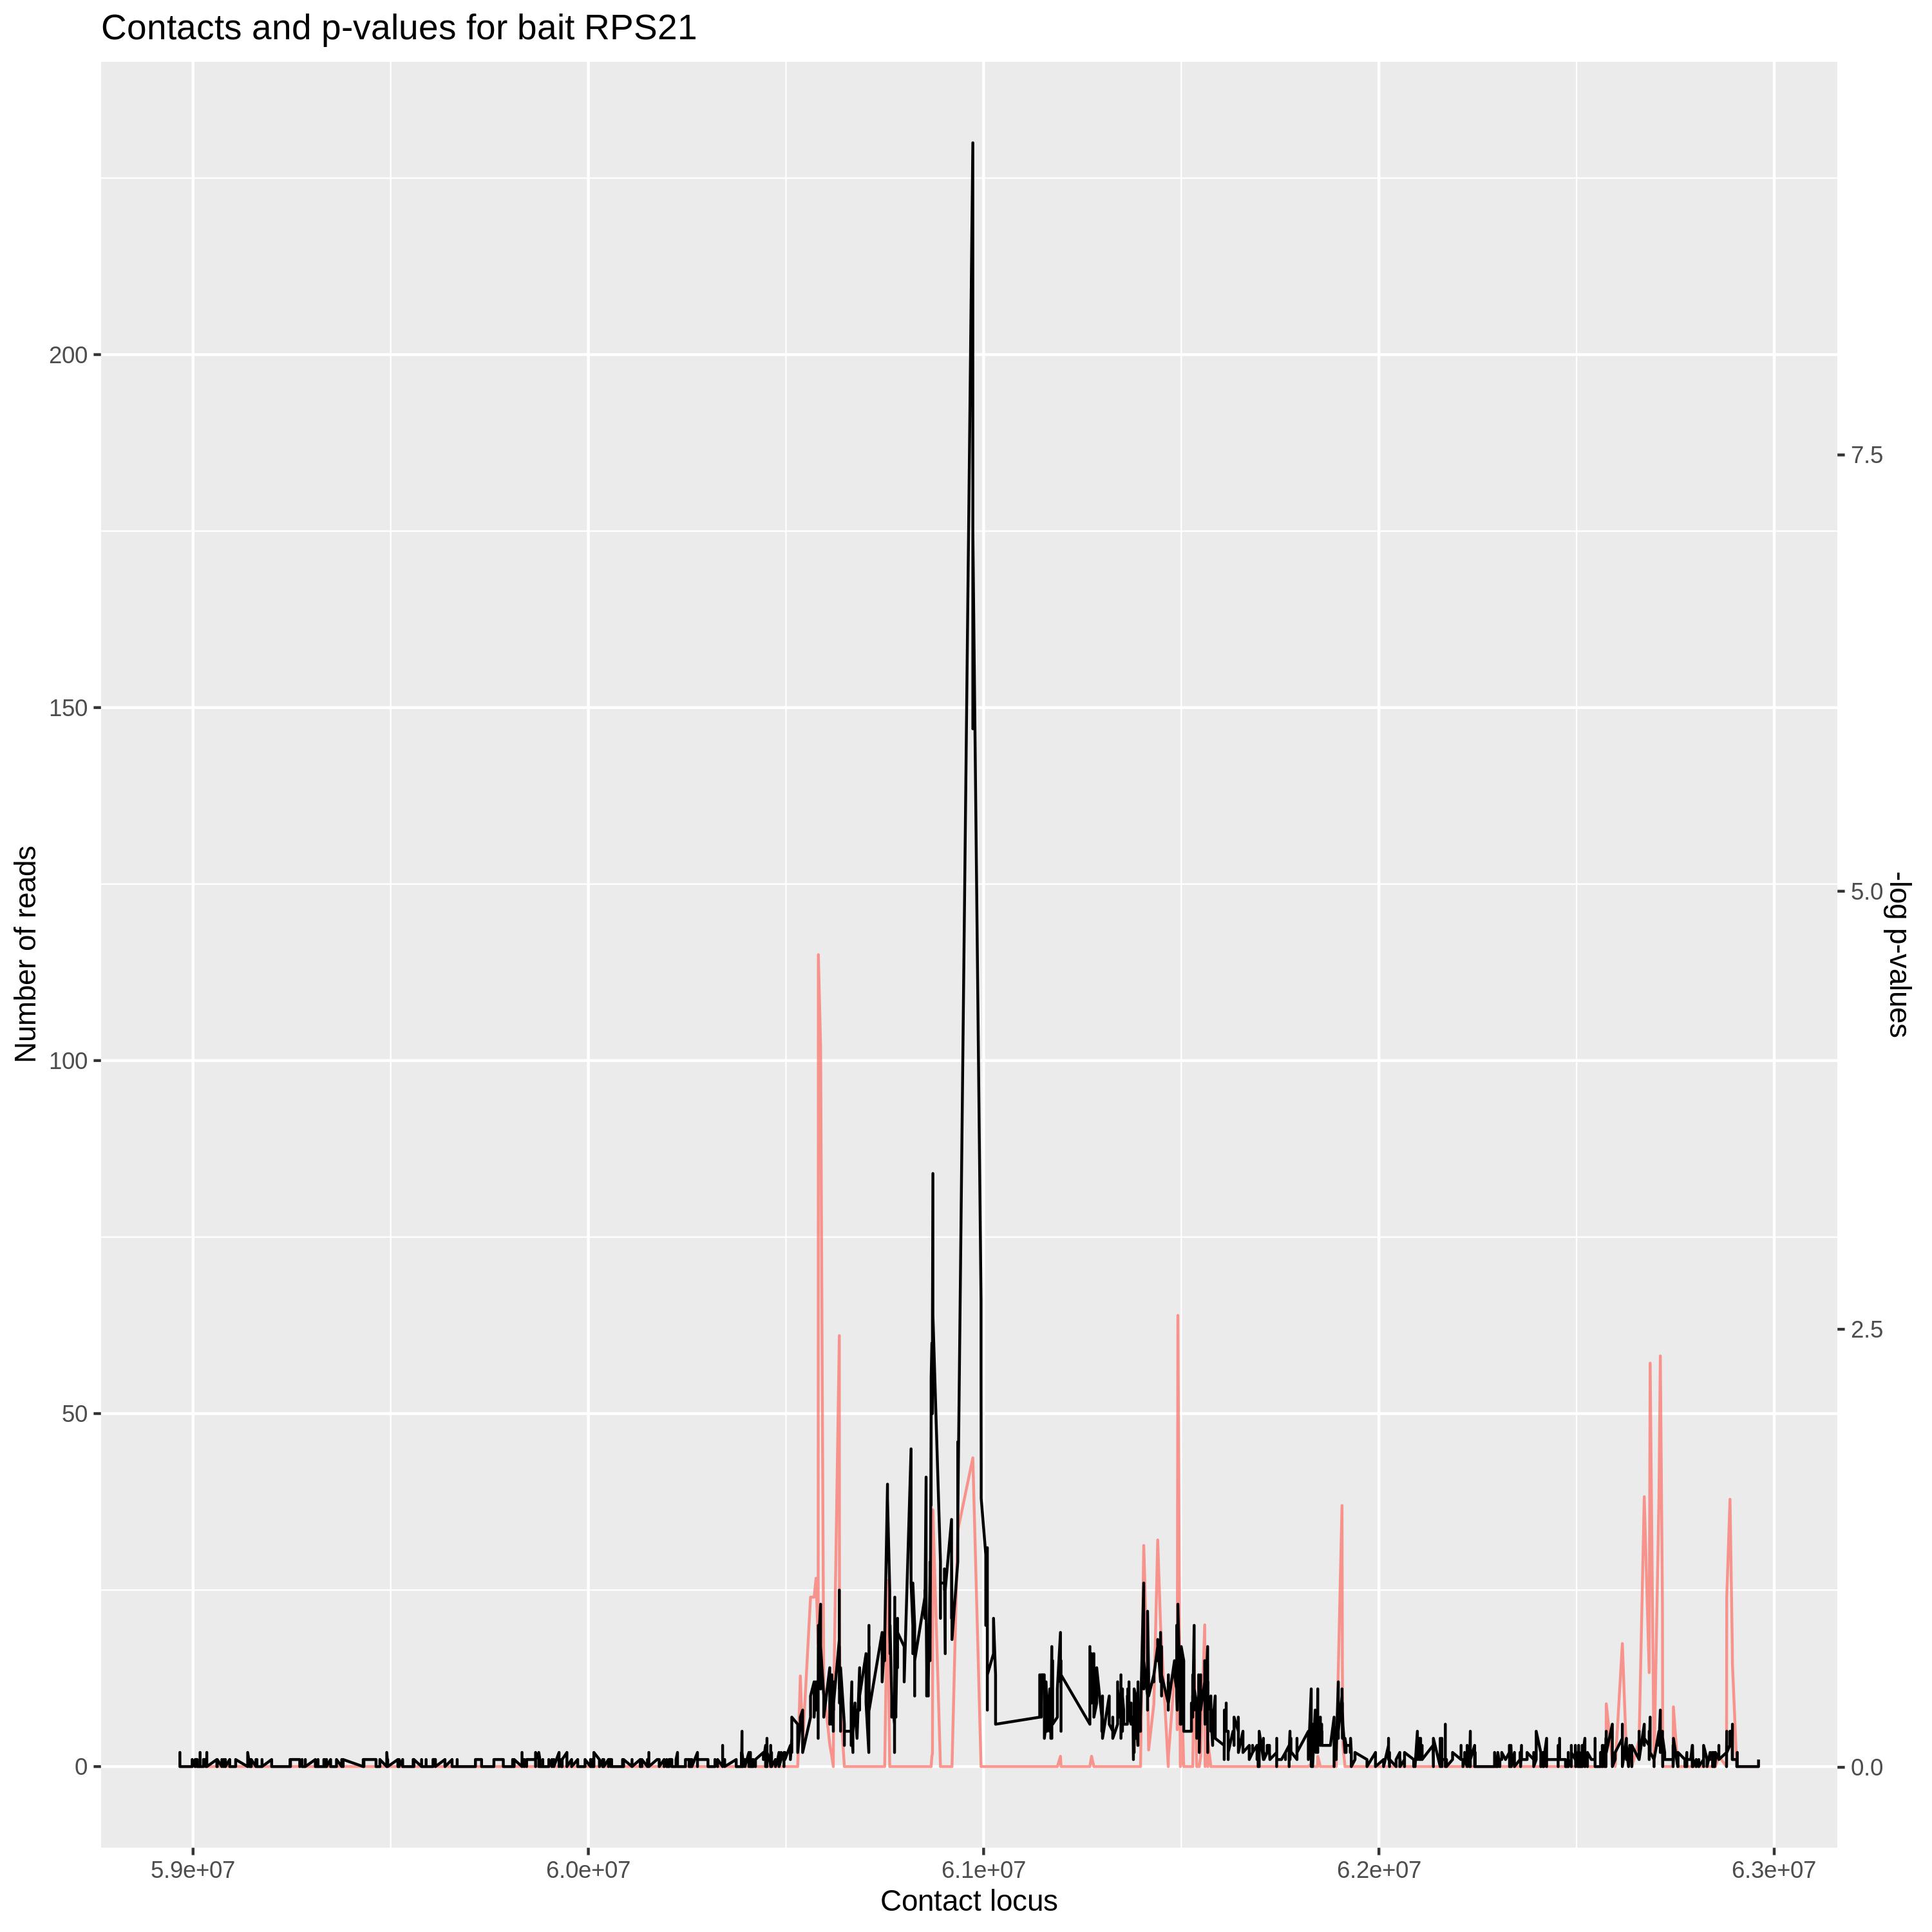 Contacts and p-values for bait RPS21
200
150
100
50
0
Number of reads
7.5
5.0
2.5
0.0
-log p-values
5.9e+07
6.0e+07
6.1e+07
6.2e+07
6.3e+07
Contact locus